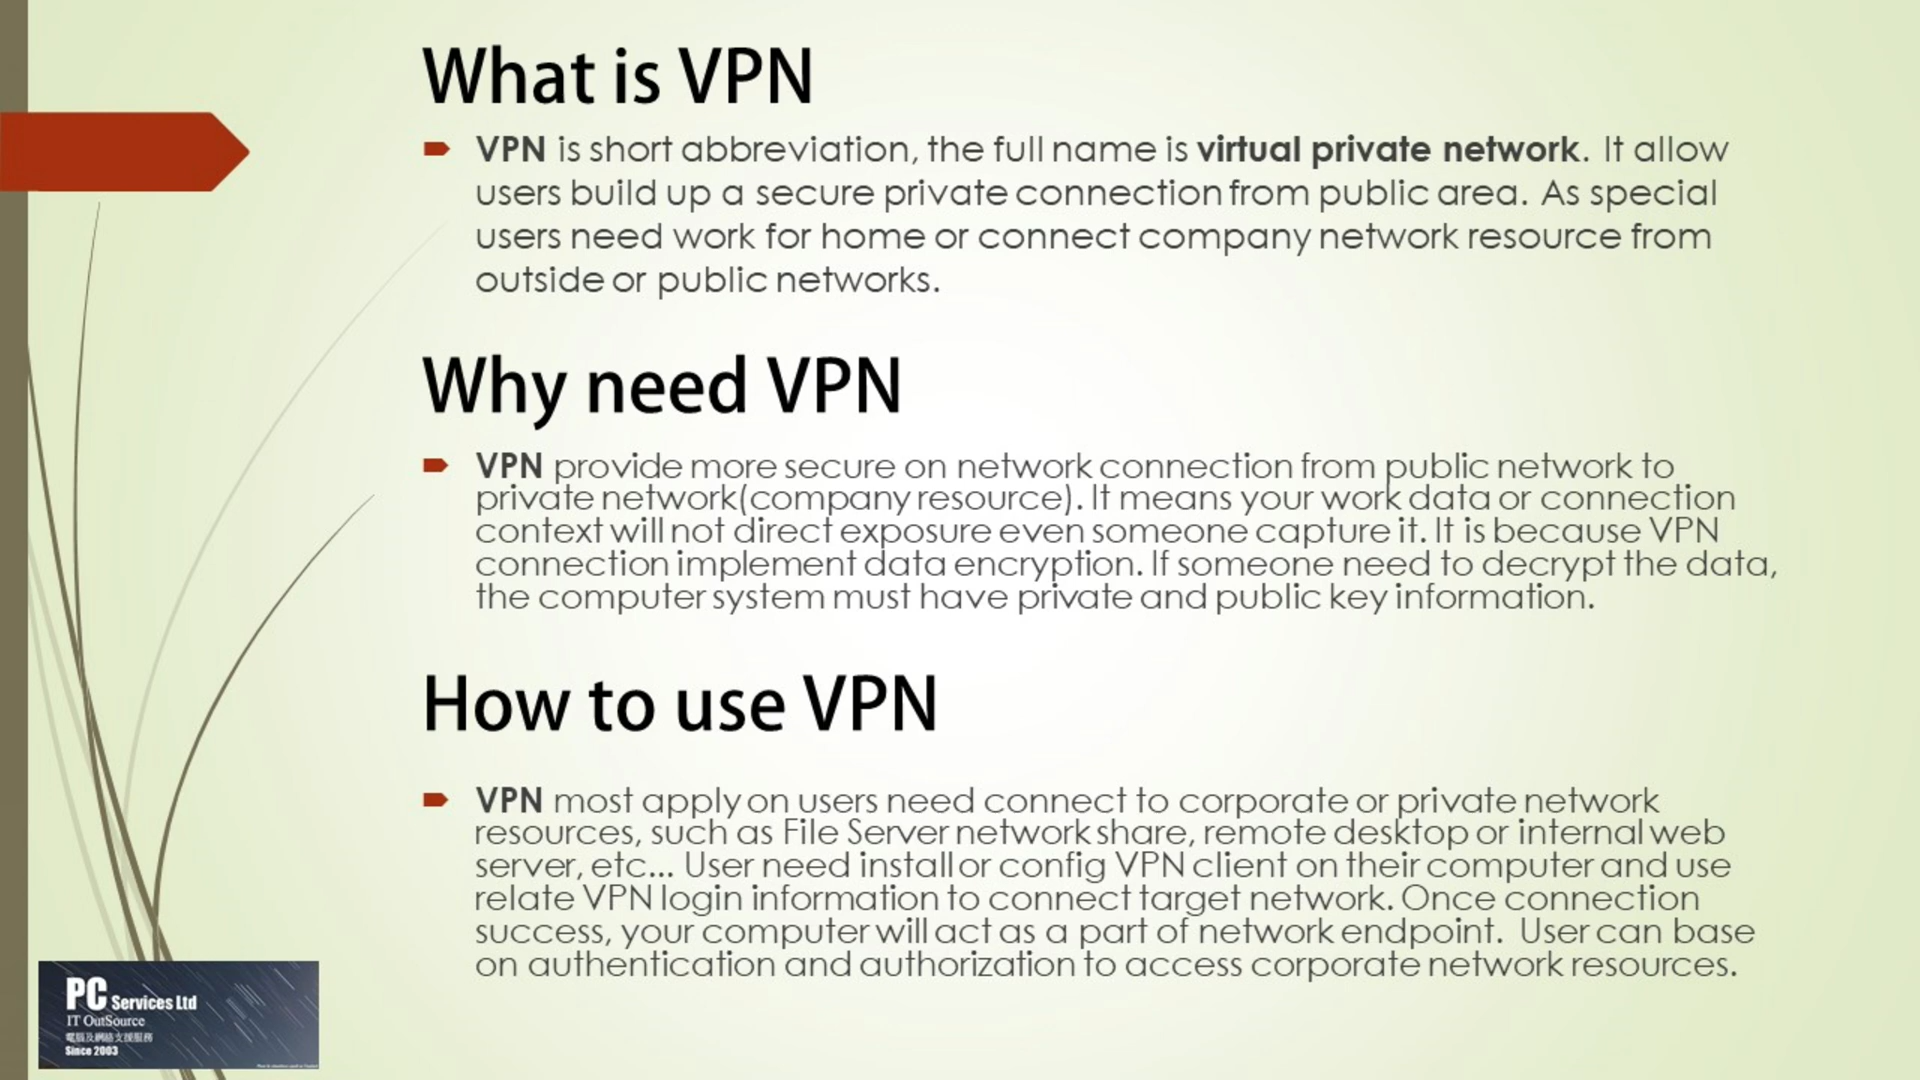 What is VPN
VPN is short abbreviation, the full name is virtual private network. It allow
users build up a secure private connection from public area. As special
users need work for home or connect company network resource from
outside or public networks.
Why need VPN
VPN provide more secure on network connection from public network to
private network(company resource). It means your work data or connection
context will not direct exposure even someone capture it. It is because VPN
connection implement data encryption. If someone need to decrypt the data,
the computer system must have private and public key information.
How to use VPN
VPN most apply on users need connect to corporate or private network
resources, such as File Server network share, remote desktop or internal web
server, etc... User need install or config VPN client on their computer and use
relate VPN login information to connect target network. Once connection
success, your computer will act as a part of network endpoint. User can base
on authentication and authorization to access corporate network resources.
PC Services Ltd
IT OutSource
電腦及網絡支援服務
Since 2003